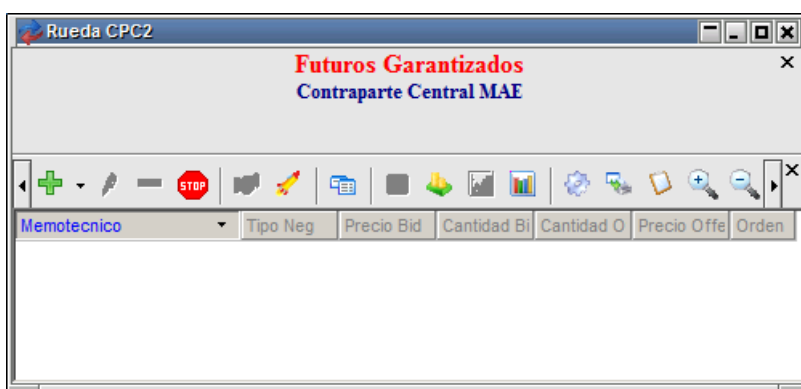 Rueda CPC2
Futuros Garantizados
Contraparte Central MAE
STOP
Memotecnico Tipo Neg Precio Bid Cantidad Bi Cantidad O Precio Offe Orden